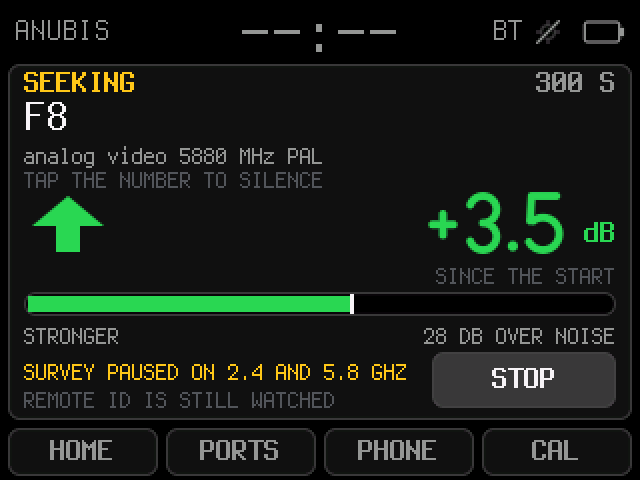 ANUBIS --:-- BT
SEEKING 300 S
F8
analog video 5880 MHz PAL
TAP THE NUMBER TO SILENCE
+3.5 dB
SINCE THE START
STRONGER 28 DB OVER NOISE
SURVEY PAUSED ON 2.4 AND 5.8 GHZ
STOP
REMOTE ID IS STILL WATCHED
HOME PORTS PHONE CAL